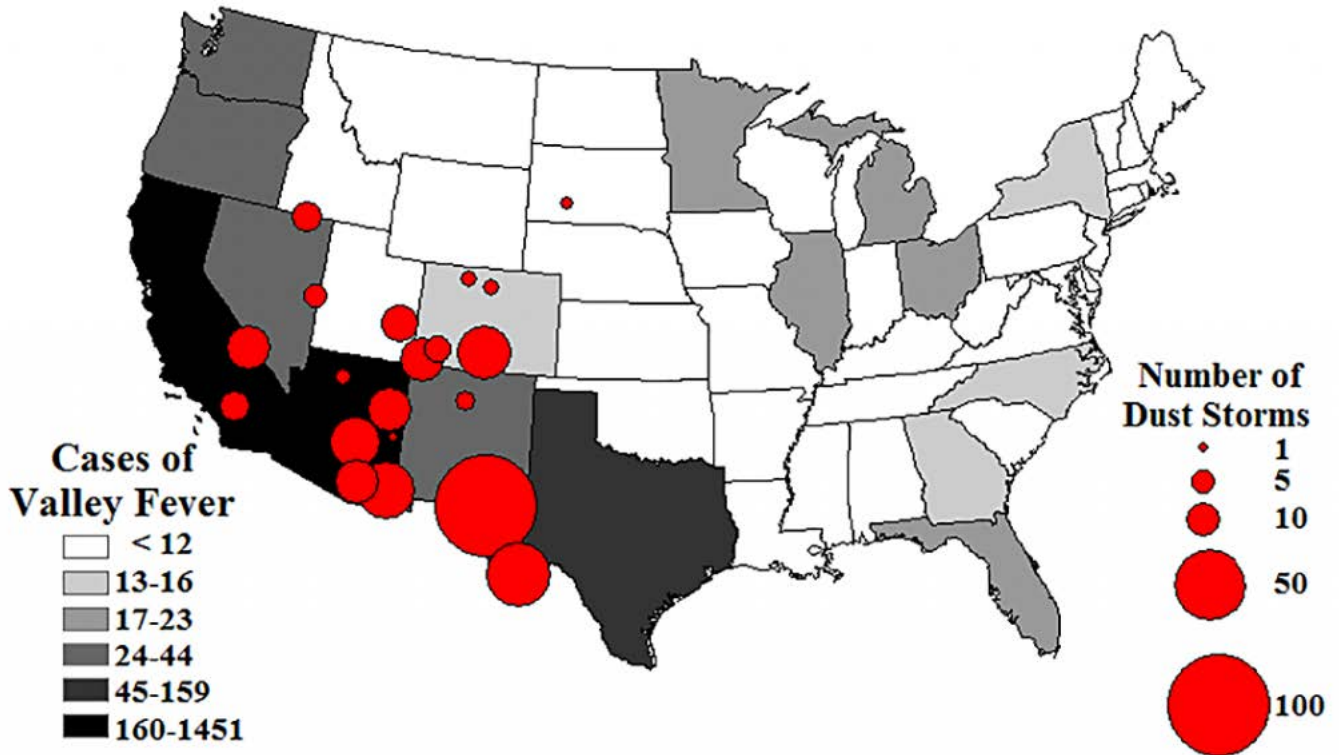 Cases of
Valley Fever
< 12
13-16
17-23
24-44
45-159
160-1451
Number of
Dust Storms
1
5
10
50
100